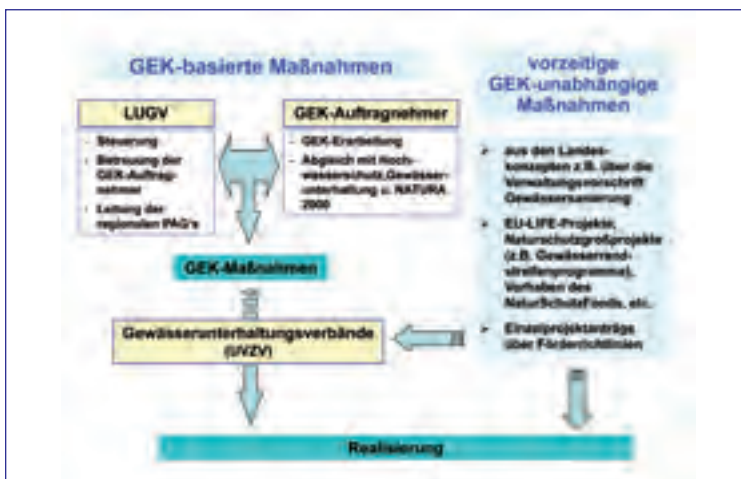 GEK-basierte Maßnahmen
LUGV
- Steuerung
- Betreuung der
GEK-Auftrag-
nehmer
- Leitung der
regionalen PAG's
GEK-Auftragnehmer
- GEK-Erarbeitung
- Abgleich mit Hoch-
wasserschutz,Gewässer-
unterhaltung u. NATURA
2000
GEK-Maßnahmen
Gewässerunterhaltungsverbände
(UVZV)
vorzeitige
GEK-unabhängige
Maßnahmen
➢ aus den Landes-
konzepten z.B. über die
Verwaltungsvorschrift
Gewässersanierung
➢ EU-LIFE-Projekte,
Naturschutzgroßprojekte
(z.B. Gewässerrand-
streifenprogramme),
Vorhaben des
NaturSchutzFonds, etc.
➢ Einzelprojektanträge
über Förderrichtlinien
Realisierung